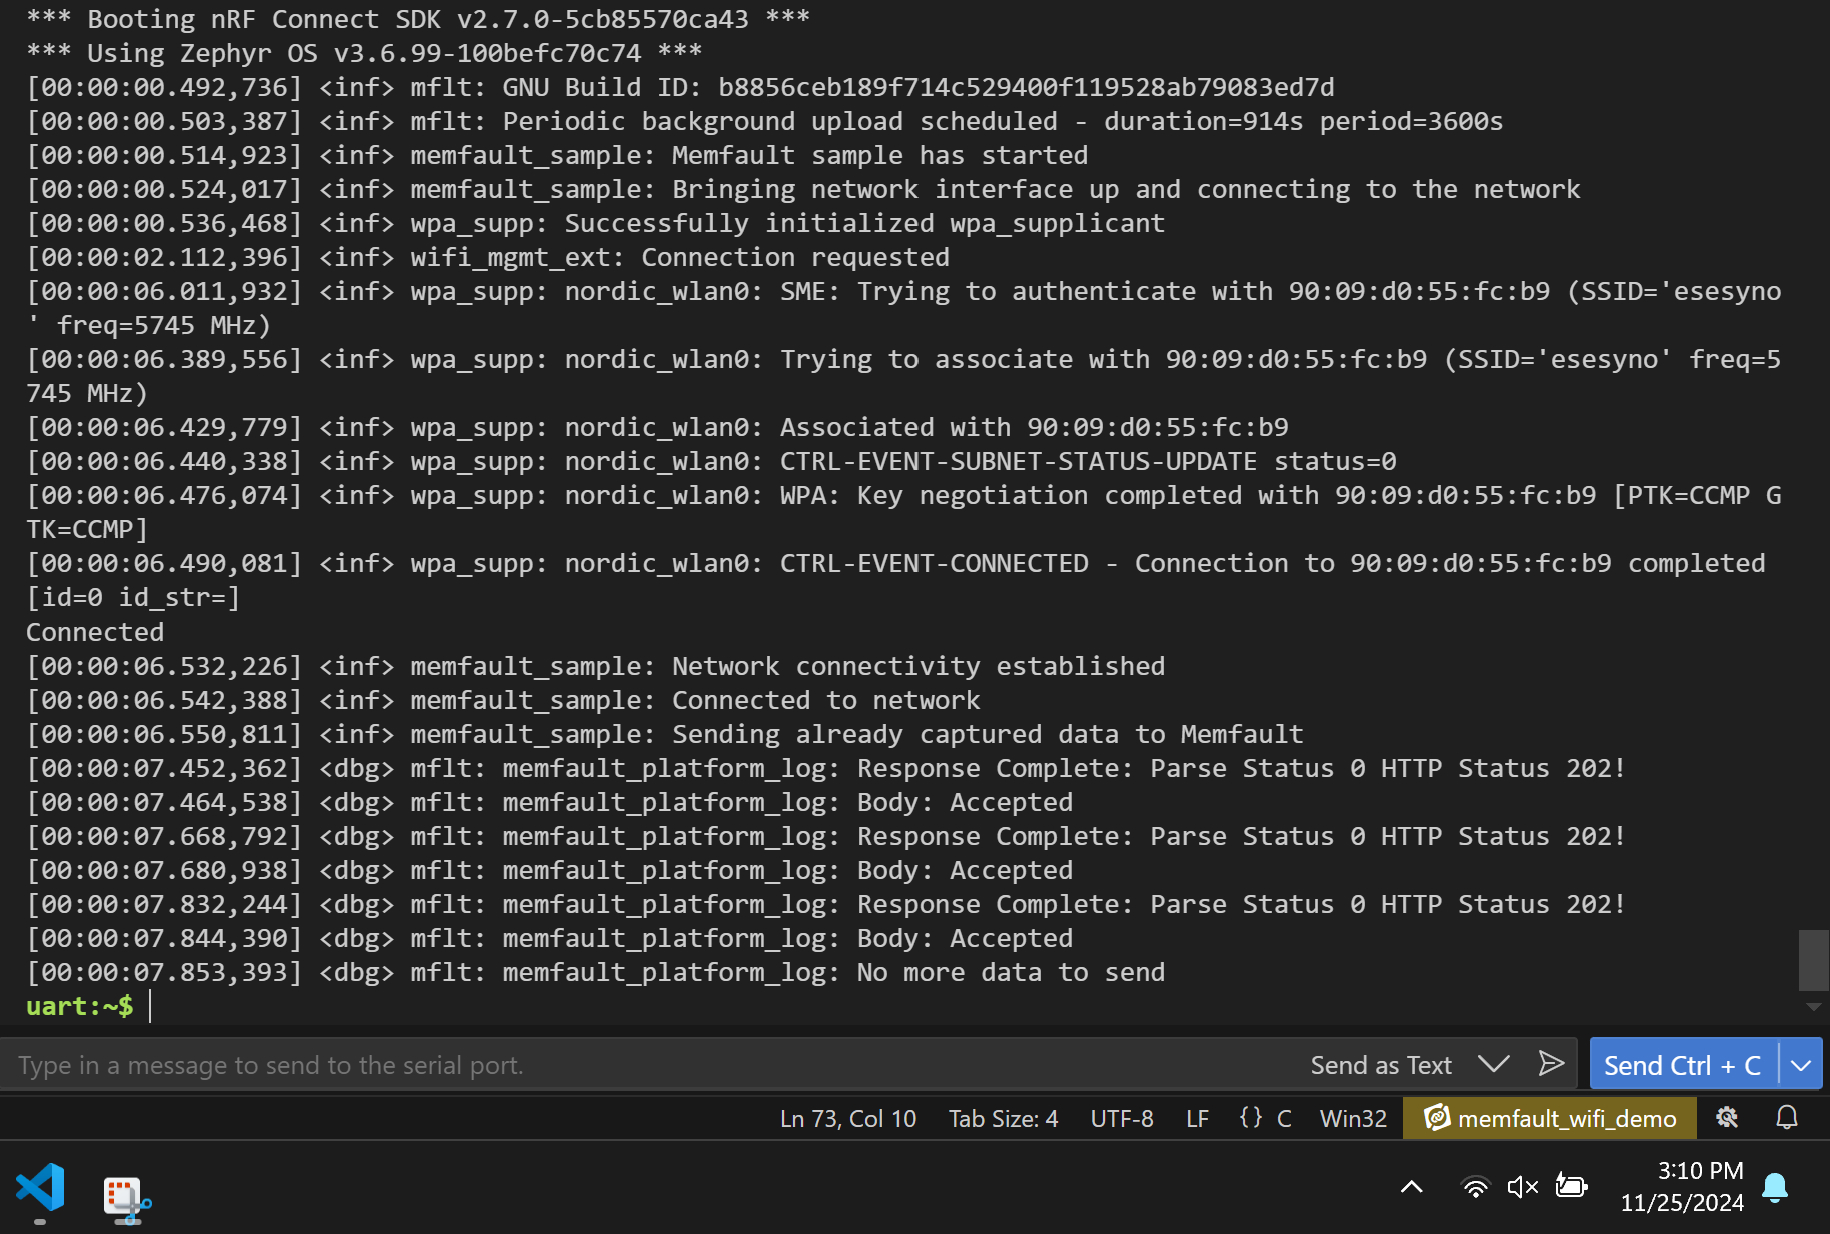 *** Booting nRF Connect SDK v2.7.0-5cb85570ca43 ***
*** Using Zephyr OS v3.6.99-100befc70c74 ***
[00:00:00.492,736] <inf> mflt: GNU Build ID: b8856ceb189f714c529400f119528ab79083ed7d
[00:00:00.503,387] <inf> mflt: Periodic background upload scheduled - duration=914s period=3600s
[00:00:00.514,923] <inf> memfault_sample: Memfault sample has started
[00:00:00.524,017] <inf> memfault_sample: Bringing network interface up and connecting to the network
[00:00:00.536,468] <inf> wpa_supp: Successfully initialized wpa_supplicant
[00:00:02.112,396] <inf> wifi_mgmt_ext: Connection requested
[00:00:06.011,932] <inf> wpa_supp: nordic_wlan0: SME: Trying to authenticate with 90:09:d0:55:fc:b9 (SSID='esesyno
' freq=5745 MHz)
[00:00:06.389,556] <inf> wpa_supp: nordic_wlan0: Trying to associate with 90:09:d0:55:fc:b9 (SSID='esesyno' freq=5
745 MHz)
[00:00:06.429,779] <inf> wpa_supp: nordic_wlan0: Associated with 90:09:d0:55:fc:b9
[00:00:06.440,338] <inf> wpa_supp: nordic_wlan0: CTRL-EVENT-SUBNET-STATUS-UPDATE status=0
[00:00:06.476,074] <inf> wpa_supp: nordic_wlan0: WPA: Key negotiation completed with 90:09:d0:55:fc:b9 [PTK=CCMP G
TK=CCMP]
[00:00:06.490,081] <inf> wpa_supp: nordic_wlan0: CTRL-EVENT-CONNECTED - Connection to 90:09:d0:55:fc:b9 completed
[id=0 id_str=]
Connected
[00:00:06.532,226] <inf> memfault_sample: Network connectivity established
[00:00:06.542,388] <inf> memfault_sample: Connected to network
[00:00:06.550,811] <inf> memfault_sample: Sending already captured data to Memfault
[00:00:07.452,362] <dbg> mflt: memfault_platform_log: Response Complete: Parse Status 0 HTTP Status 202!
[00:00:07.464,538] <dbg> mflt: memfault_platform_log: Body: Accepted
[00:00:07.668,792] <dbg> mflt: memfault_platform_log: Response Complete: Parse Status 0 HTTP Status 202!
[00:00:07.680,938] <dbg> mflt: memfault_platform_log: Body: Accepted
[00:00:07.832,244] <dbg> mflt: memfault_platform_log: Response Complete: Parse Status 0 HTTP Status 202!
[00:00:07.844,390] <dbg> mflt: memfault_platform_log: Body: Accepted
[00:00:07.853,393] <dbg> mflt: memfault_platform_log: No more data to send
uart:~$
Type in a message to send to the serial port. Send as Text Send Ctrl + C
Ln 73, Col 10 Tab Size: 4 UTF-8 LF {} C Win32 memfault_wifi_demo
3:10 PM
11/25/2024